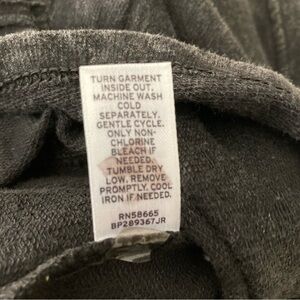 TURN GARMENT
INSIDE OUT.
MACHINE WASH
COLD
SEPARATELY.
GENTLE CYCLE.
ONLY NON-
CHLORINE
BLEACH IF
NEEDED.
TUMBLE DRY
LOW, REMOVE
PROMPTLY. COOL
IRON IF NEEDED.
RN58665
BP289367JR